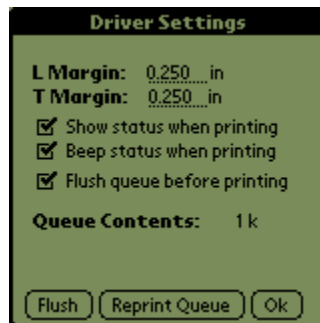 Driver Settings
L Margin: 0.250 in
T Margin: 0.250 in
Show status when printing
Beep status when printing
Flush queue before printing
Queue Contents: 1 k
Flush Reprint Queue Ok